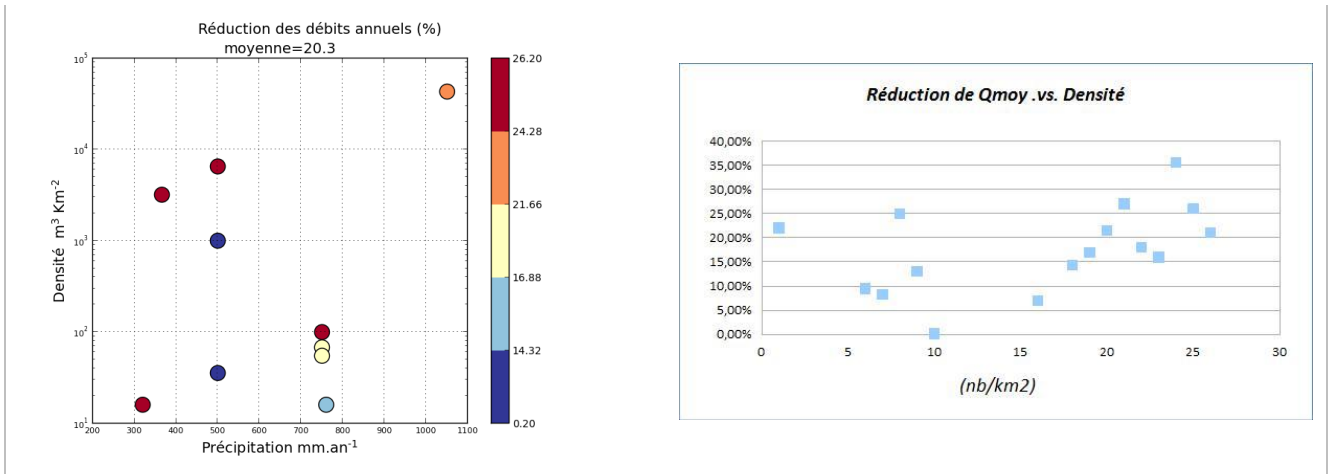 Réduction des débits annuels (%)
moyenne=20.3
10⁵
10⁴
10³
10²
10¹
Densité m³ Km⁻²
200 300 400 500 600 700 800 900 1000 1100
Précipitation mm.an⁻¹
26.20
24.28
21.66
16.88
14.32
0.20
Réduction de Qmoy .vs. Densité
40,00%
35,00%
30,00%
25,00%
20,00%
15,00%
10,00%
5,00%
0,00%
0 5 10 15 20 25 30
(nb/km2)